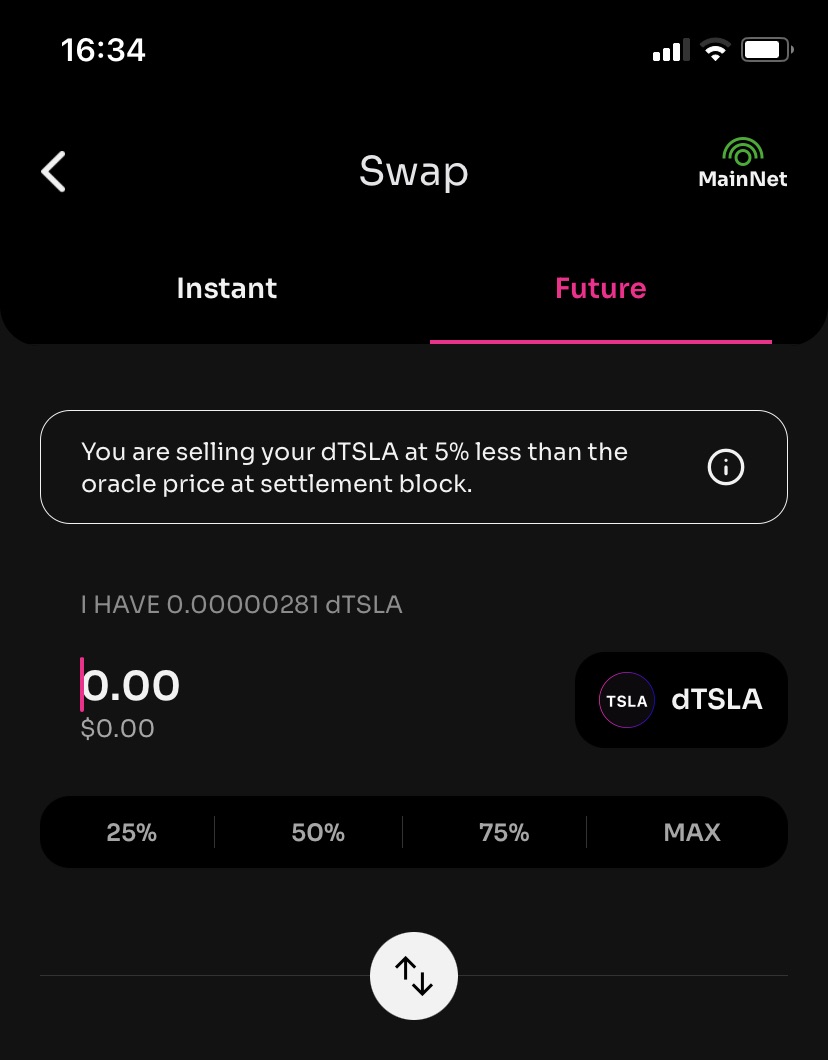 16:34
Swap
MainNet
Instant
Future
You are selling your dTSLA at 5% less than the
oracle price at settlement block.
I HAVE 0.00000281 dTSLA
0.00
$0.00
TSLA
dTSLA
25%
50%
75%
MAX